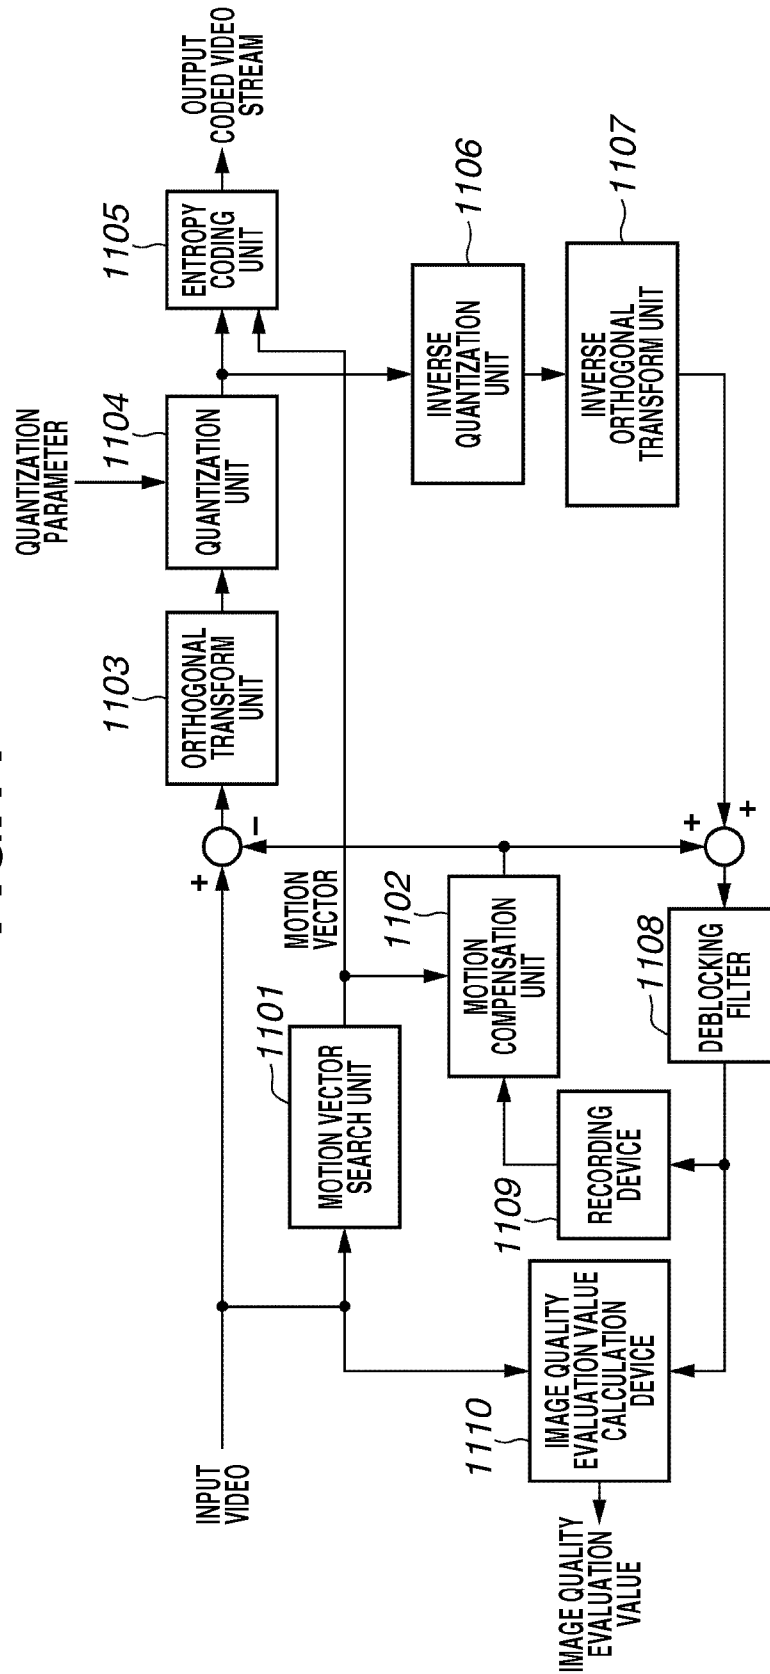 INPUT
VIDEO
+
−
1103
ORTHOGONAL
TRANSFORM
UNIT
QUANTIZATION
PARAMETER
1104
QUANTIZATION
UNIT
1105
ENTROPY
CODING
UNIT
OUTPUT
CODED VIDEO
STREAM
1101
MOTION VECTOR
SEARCH UNIT
MOTION
VECTOR
1102
MOTION
COMPENSATION
UNIT
1106
INVERSE
QUANTIZATION
UNIT
1107
INVERSE
ORTHOGONAL
TRANSFORM UNIT
+
+
1108
DEBLOCKING
FILTER
1109
RECORDING
DEVICE
1110
IMAGE QUALITY
EVALUATION VALUE
CALCULATION
DEVICE
IMAGE QUALITY
EVALUATION
VALUE